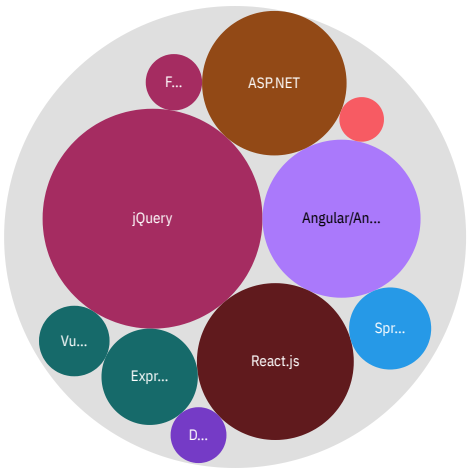 F...
ASP.NET
jQuery
Angular/An...
Spr...
Vu...
React.js
Expr...
D...